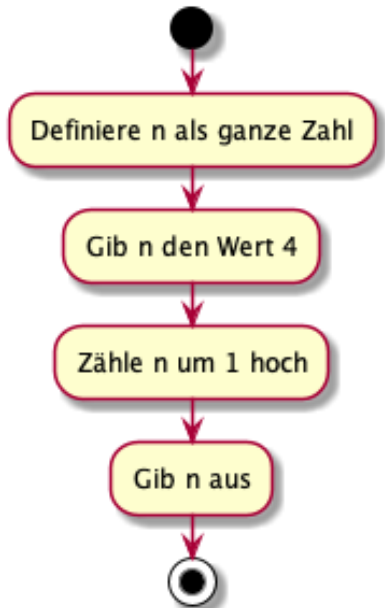 Definiere n als ganze Zahl
Gib n den Wert 4
Zähle n um 1 hoch
Gib n aus